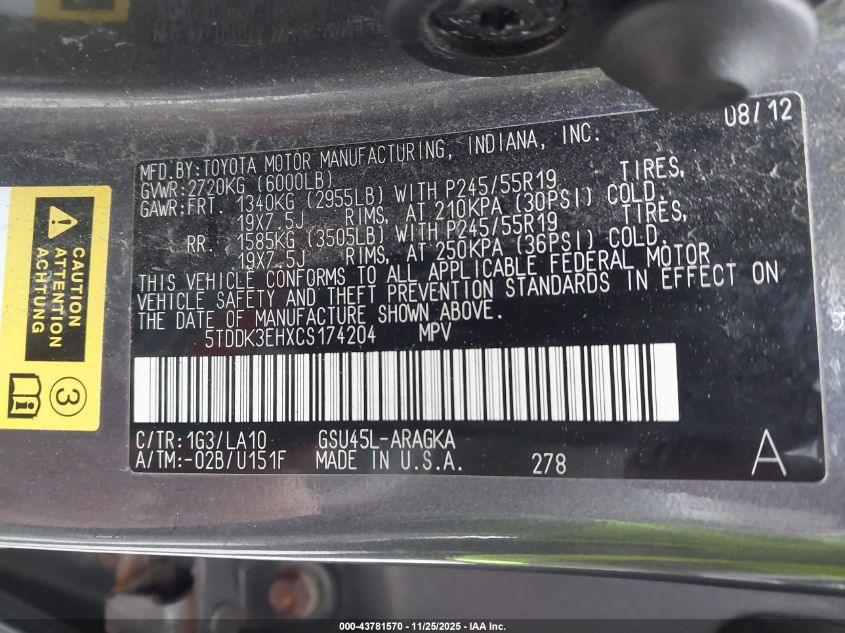 08/12
MFD.BY:TOYOTA MOTOR MANUFACTURING, INDIANA, INC.
GVWR:2720KG (6000LB)
GAWR:FRT. 1340KG (2955LB) WITH P245/55R19 TIRES,
19X7.5J RIMS, AT 210KPA (30PSI) COLD.
RR. 1585KG (3505LB) WITH P245/55R19 TIRES,
19X7.5J RIMS, AT 250KPA (36PSI) COLD.
THIS VEHICLE CONFORMS TO ALL APPLICABLE FEDERAL MOTOR
VEHICLE SAFETY AND THEFT PREVENTION STANDARDS IN EFFECT ON
THE DATE OF MANUFACTURE SHOWN ABOVE.
5TDDK3EHXCS174204 MPV
C/TR:1G3/LA10 GSU45L-ARAGKA
A/TM:-02B/U151F MADE IN U.S.A. 278 A
CAUTION
ATTENTION
ACHTUNG
3
000-43781570 — 11/25/2025 — IAA Inc.